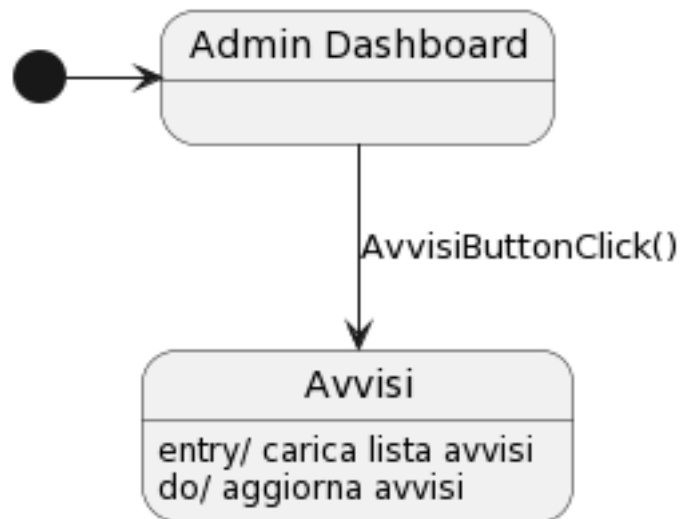 Admin Dashboard
AvvisiButtonClick()
Avvisi
entry/ carica lista avvisi
do/ aggiorna avvisi